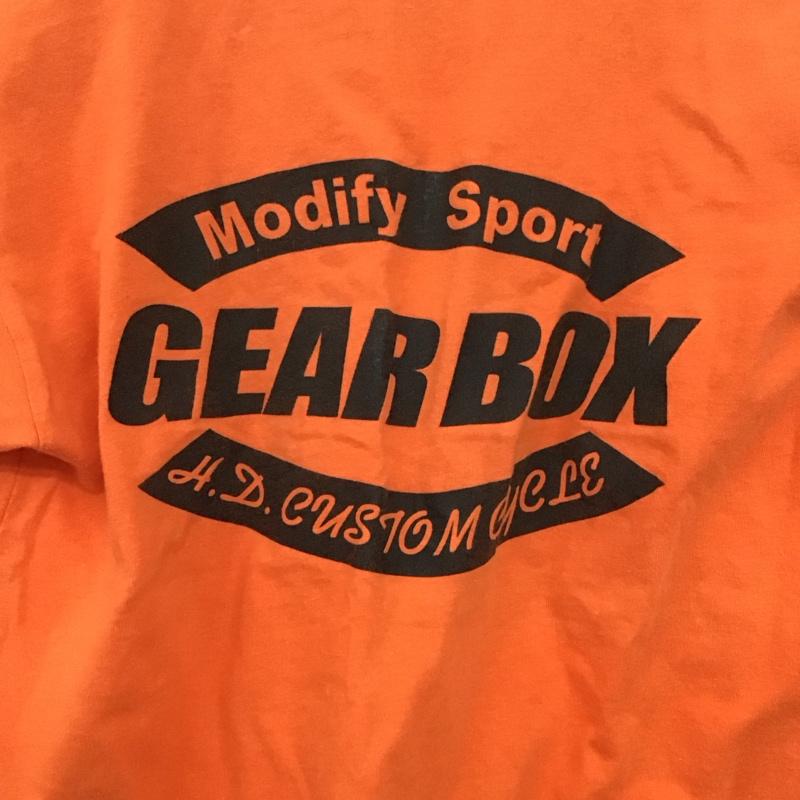 Modify Sport
GEAR BOX
H.D. CUSTOM CYCLE